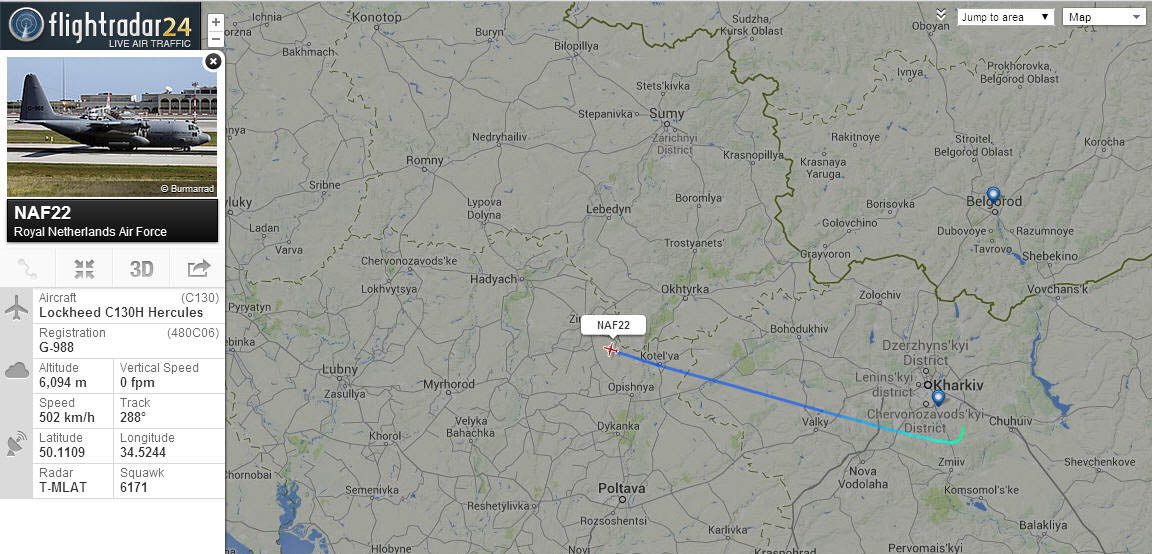 flightradar24
LIVE AIR TRAFFIC
© Burmarrad
NAF22
Royal Netherlands Air Force
3D
Aircraft (C130)
Lockheed C130H Hercules
Registration (480C06)
G-988
Altitude Vertical Speed
6,094 m 0 fpm
Speed Track
502 km/h 288°
Latitude Longitude
50.1109 34.5244
Radar Squawk
T-MLAT 6171
+
−
Jump to area
Map
Ichnia
Konotop
Buryn'
Bilopillya
Sudzha,
Kursk Oblast
Oboyan
Bakhmach
Stets'kivka
Ivnya
Prokhorovka,
Belgorod Oblast
Stepanivka
Sumy
Zarichnyi
District
Nedryhailiv
Krasnopillya
Rakitnoye
Stroitel,
Belgorod Oblast
Korocha
Romny
Krasnaya
Yaruga
Sribne
Lypova
Dolyna
Lebedyn
Boromlya
Borisovka
Belgorod
Ladan
Golovchino
Dubovoye
Razumnoye
Varva
Trostyanets'
Grayvoron
Tavrovo
Shebekino
Chervonozavods'ke
Hadyach
Lokhvytsya
Okhtyrka
Zolochiv
Vovchans'k
Pyryatyn
NAF22
Bohodukhiv
Dzerzhyns'kyi
District
Kotel'va
Lubny
Zasullya
Myrhorod
Opishnya
Lenins'kyi
district
Kharkiv
Chervonozavods'kyi
District
Velyka
Bahachka
Dykanka
Valky
Chuhuiv
Khorol
Zmiiv
Shevchenkove
Nova
Vodolaha
Semenivka
Poltava
Komsomol's'ke
Reshetylivka
Rozsoshentsi
Karlivka
Balakliya
Hlobyne
Novi
Krasnohrad
Pervomais'kyi